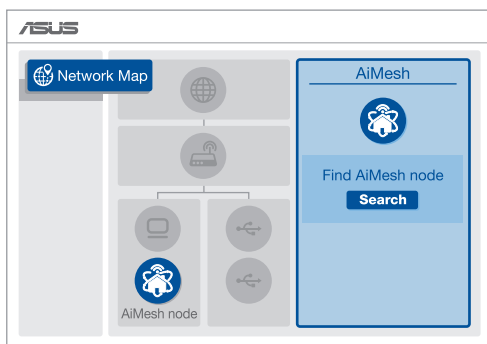 ASUS
Network Map
AiMesh
Find AiMesh node
Search
AiMesh node